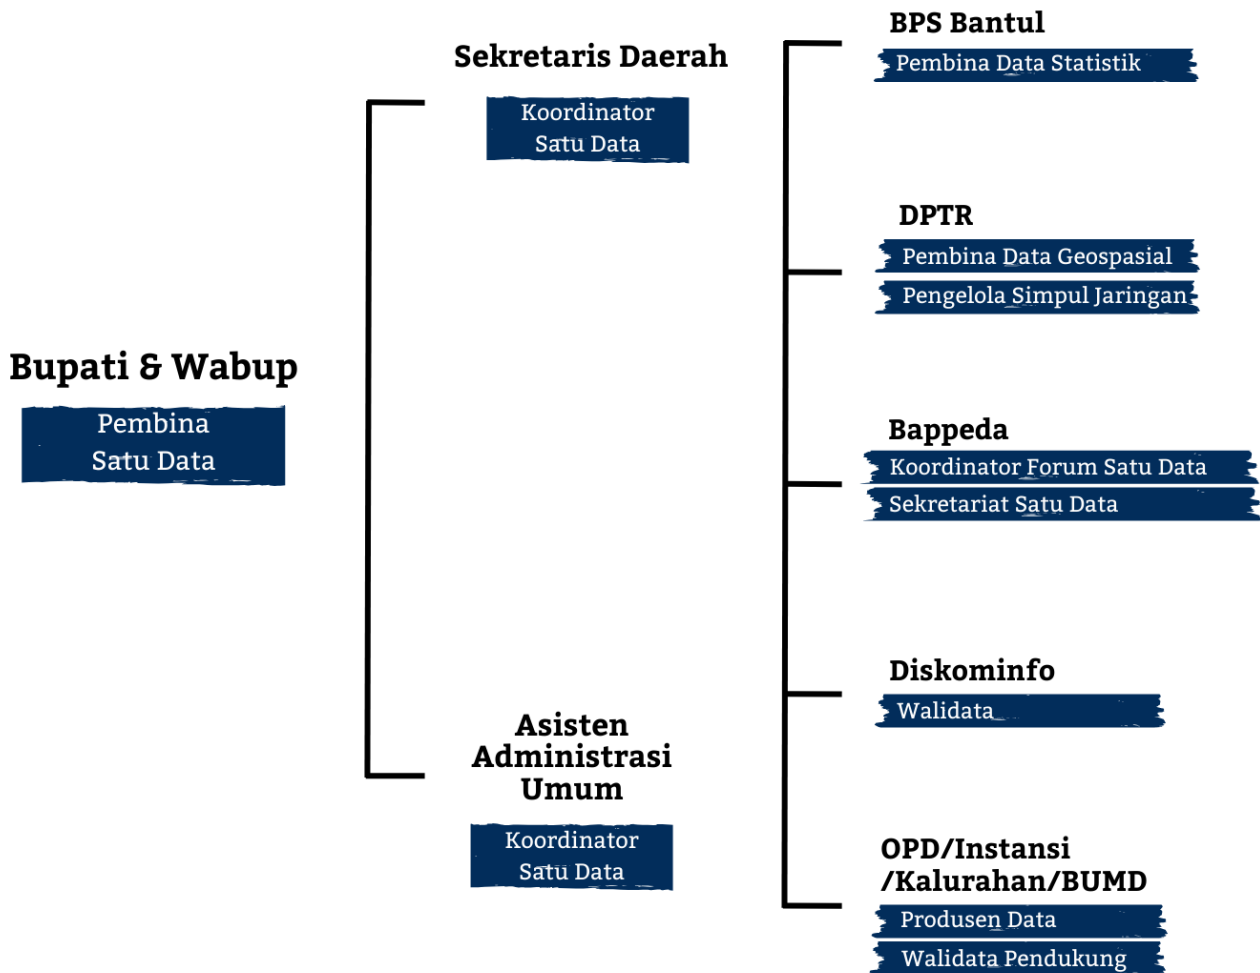 Bupati & Wabup
Pembina
Satu Data
Sekretaris Daerah
Koordinator
Satu Data
Asisten
Administrasi
Umum
Koordinator
Satu Data
BPS Bantul
Pembina Data Statistik
DPTR
Pembina Data Geospasial
Pengelola Simpul Jaringan
Bappeda
Koordinator Forum Satu Data
Sekretariat Satu Data
Diskominfo
Walidata
OPD/Instansi
/Kalurahan/BUMD
Produsen Data
Walidata Pendukung